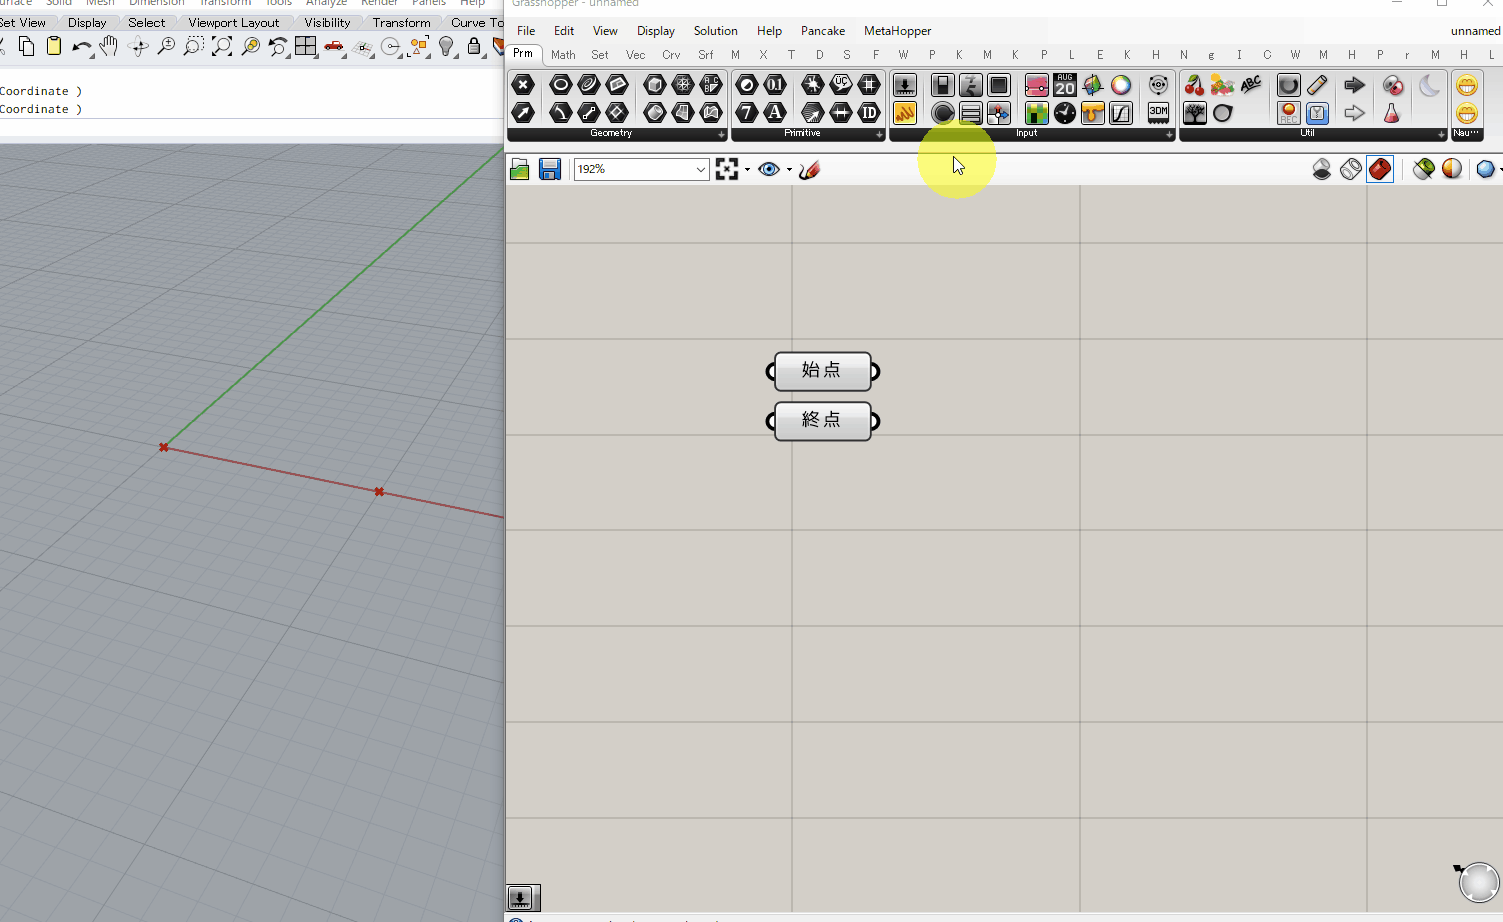 urface Solid Mesh Dimension Transform Tools Analyze Render Panels Help
Set View Display Select Viewport Layout Visibility Transform Curve To
Coordinate )
Coordinate )
Grasshopper - unnamed
File Edit View Display Solution Help Pancake MetaHopper unnamed
Prm Math Set Vec Crv Srf M X T D S F W P K M K P L E K H N g I C W M H P r M H L
Geometry Primitive Input Util Nau…
192%
始点
終点